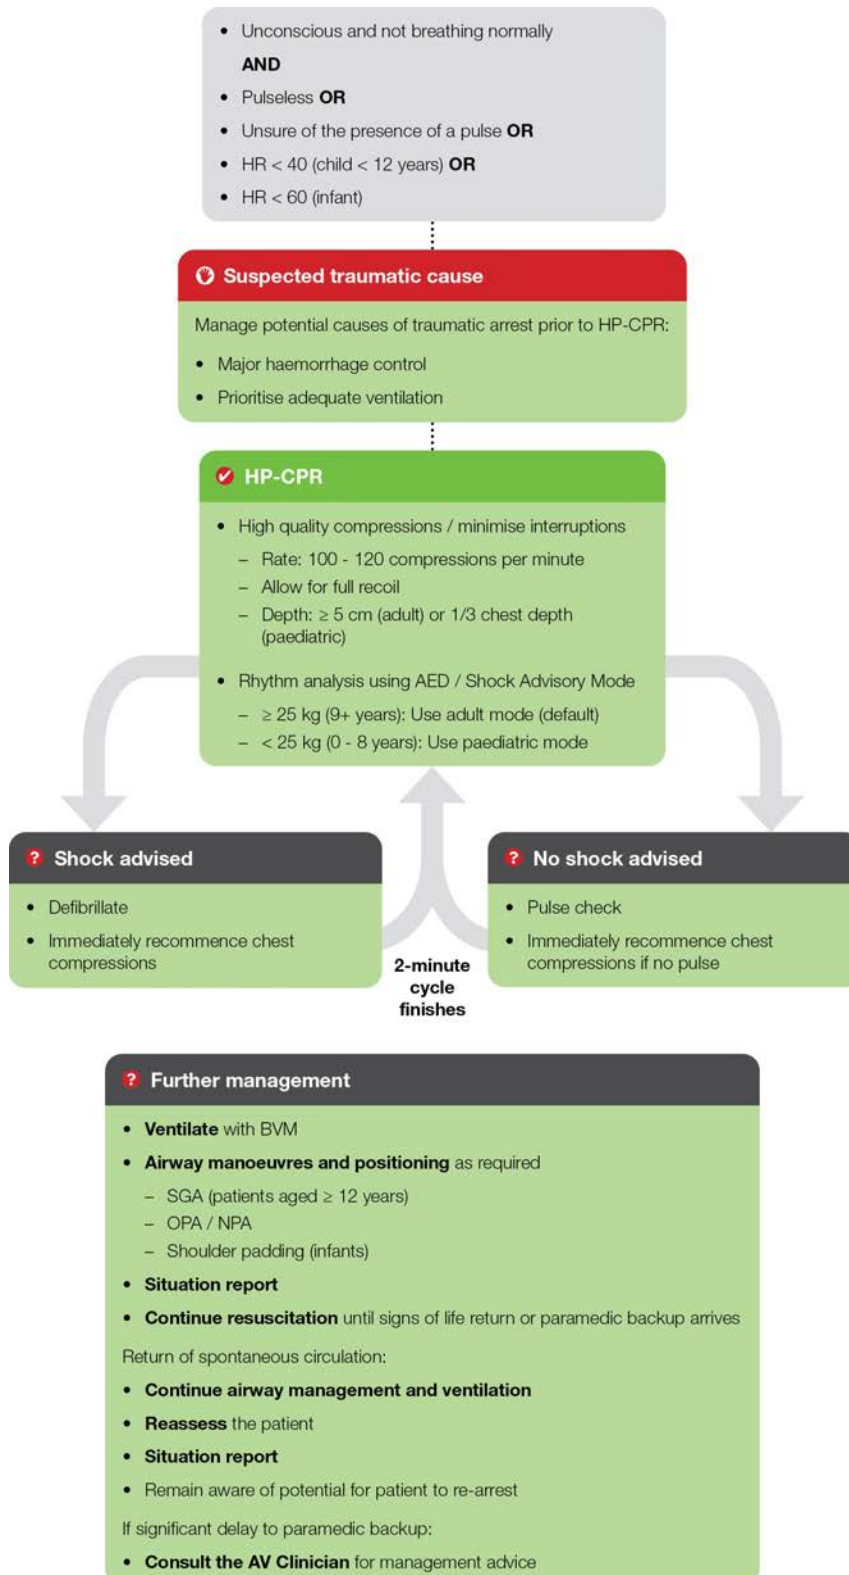 • Unconscious and not breathing normally
AND
• Pulseless OR
• Unsure of the presence of a pulse OR
• HR < 40 (child < 12 years) OR
• HR < 60 (infant)
Suspected traumatic cause
Manage potential causes of traumatic arrest prior to HP-CPR:
• Major haemorrhage control
• Prioritise adequate ventilation
HP-CPR
• High quality compressions / minimise interruptions
– Rate: 100 - 120 compressions per minute
– Allow for full recoil
– Depth: ≥ 5 cm (adult) or 1/3 chest depth
(paediatric)
• Rhythm analysis using AED / Shock Advisory Mode
– ≥ 25 kg (9+ years): Use adult mode (default)
– < 25 kg (0 - 8 years): Use paediatric mode
? Shock advised
• Defibrillate
• Immediately recommence chest
compressions
? No shock advised
• Pulse check
• Immediately recommence chest
compressions if no pulse
2-minute
cycle
finishes
? Further management
• Ventilate with BVM
• Airway manoeuvres and positioning as required
– SGA (patients aged ≥ 12 years)
– OPA / NPA
– Shoulder padding (infants)
• Situation report
• Continue resuscitation until signs of life return or paramedic backup arrives
Return of spontaneous circulation:
• Continue airway management and ventilation
• Reassess the patient
• Situation report
• Remain aware of potential for patient to re-arrest
If significant delay to paramedic backup:
• Consult the AV Clinician for management advice